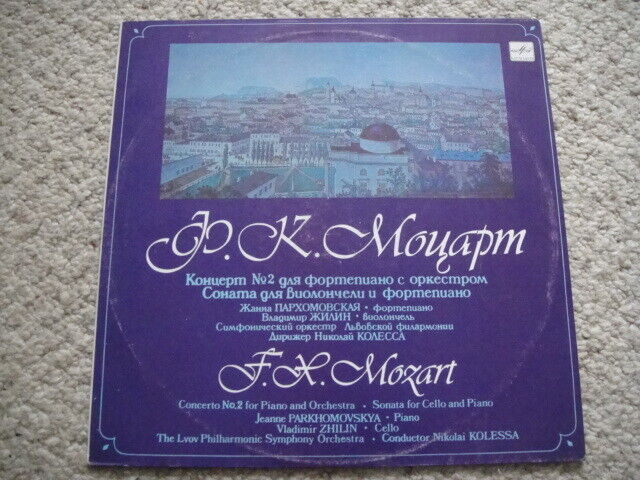 Ф. К. Моцарт
Концерт №2 для фортепиано с оркестром
Соната для виолончели и фортепиано
Жанна ПАРХОМОВСКАЯ • фортепиано
Владимир ЖИЛИН • виолончель
Симфонический оркестр Львовской филармонии
Дирижер Николай КОЛЕССА
F. X. Mozart
Concerto No. 2 for Piano and Orchestra • Sonata for Cello and Piano
Jeanne PARKHOMOVSKYA • Piano
Vladimir ZHILIN • Cello
The Lvov Philharmonic Symphony Orchestra • Conductor Nikolai KOLESSA